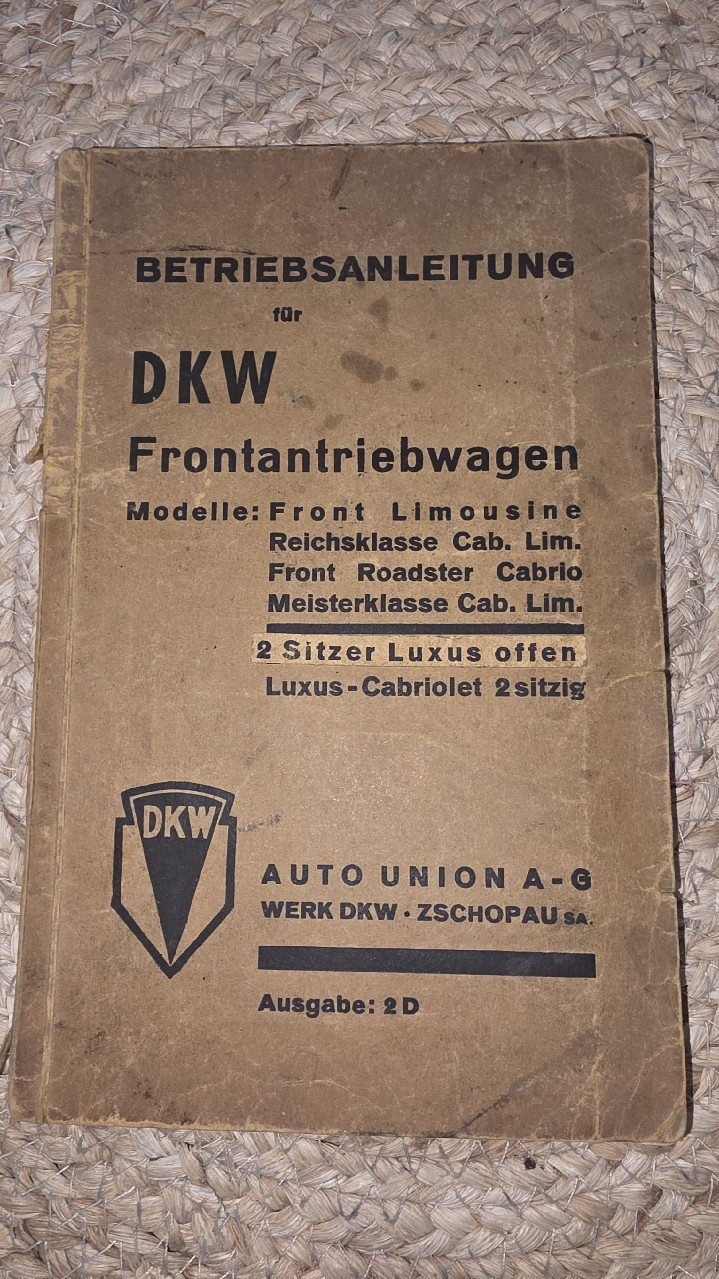 BETRIEBSANLEITUNG
für
DKW
Frontantriebwagen
Modelle: Front Limousine
Reichsklasse Cab. Lim.
Front Roadster Cabrio
Meisterklasse Cab. Lim.
2 Sitzer Luxus offen
Luxus-Cabriolet 2sitzig
DKW
AUTO UNION A-G
WERK DKW · ZSCHOPAU SA.
Ausgabe: 2D